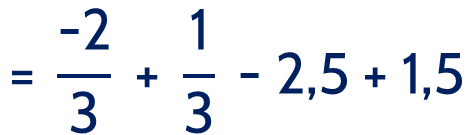 = -2/3 + 1/3 - 2,5 + 1,5